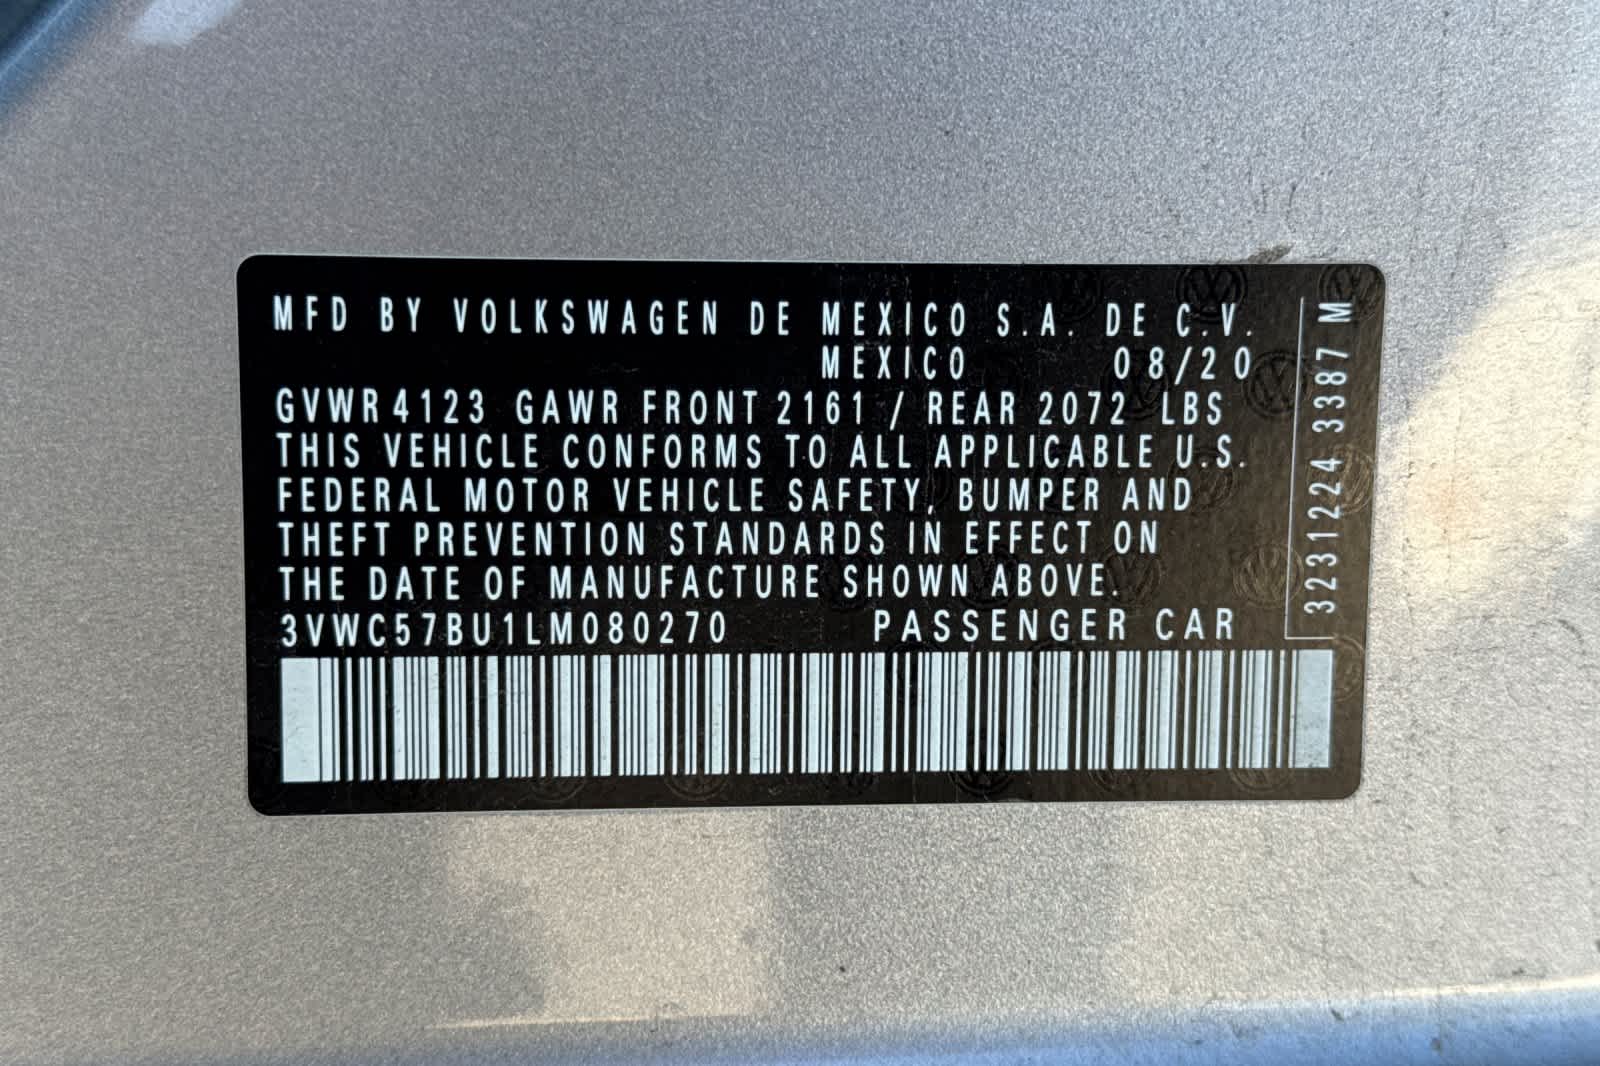 MFD BY VOLKSWAGEN DE MEXICO S.A. DE C.V.
MEXICO 08/20
GVWR 4123 GAWR FRONT 2161 / REAR 2072 LBS
THIS VEHICLE CONFORMS TO ALL APPLICABLE U.S.
FEDERAL MOTOR VEHICLE SAFETY, BUMPER AND
THEFT PREVENTION STANDARDS IN EFFECT ON
THE DATE OF MANUFACTURE SHOWN ABOVE.
3VWC57BU1LM080270 PASSENGER CAR
3231224 3387 M